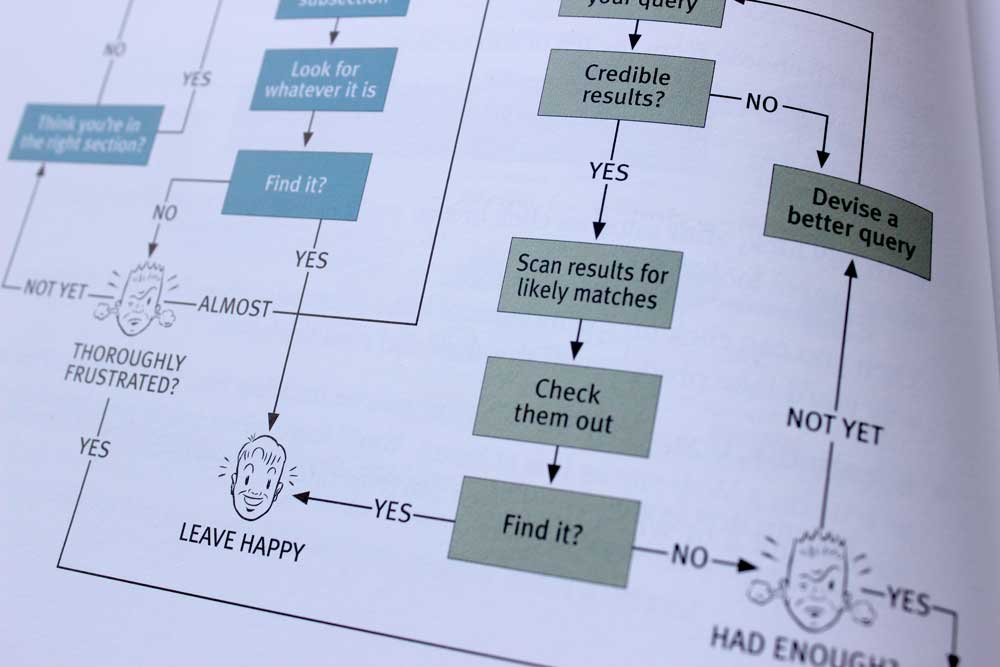 subsection
your query
NO
YES
Look for
whatever it is
Credible
results?
NO
Think you're in
the right section?
Find it?
YES
NO
YES
Devise a
better query
NOT YET
ALMOST
Scan results for
likely matches
THOROUGHLY
FRUSTRATED?
Check
them out
YES
NOT YET
LEAVE HAPPY
YES
Find it?
NO
YES
HAD ENOUGH?